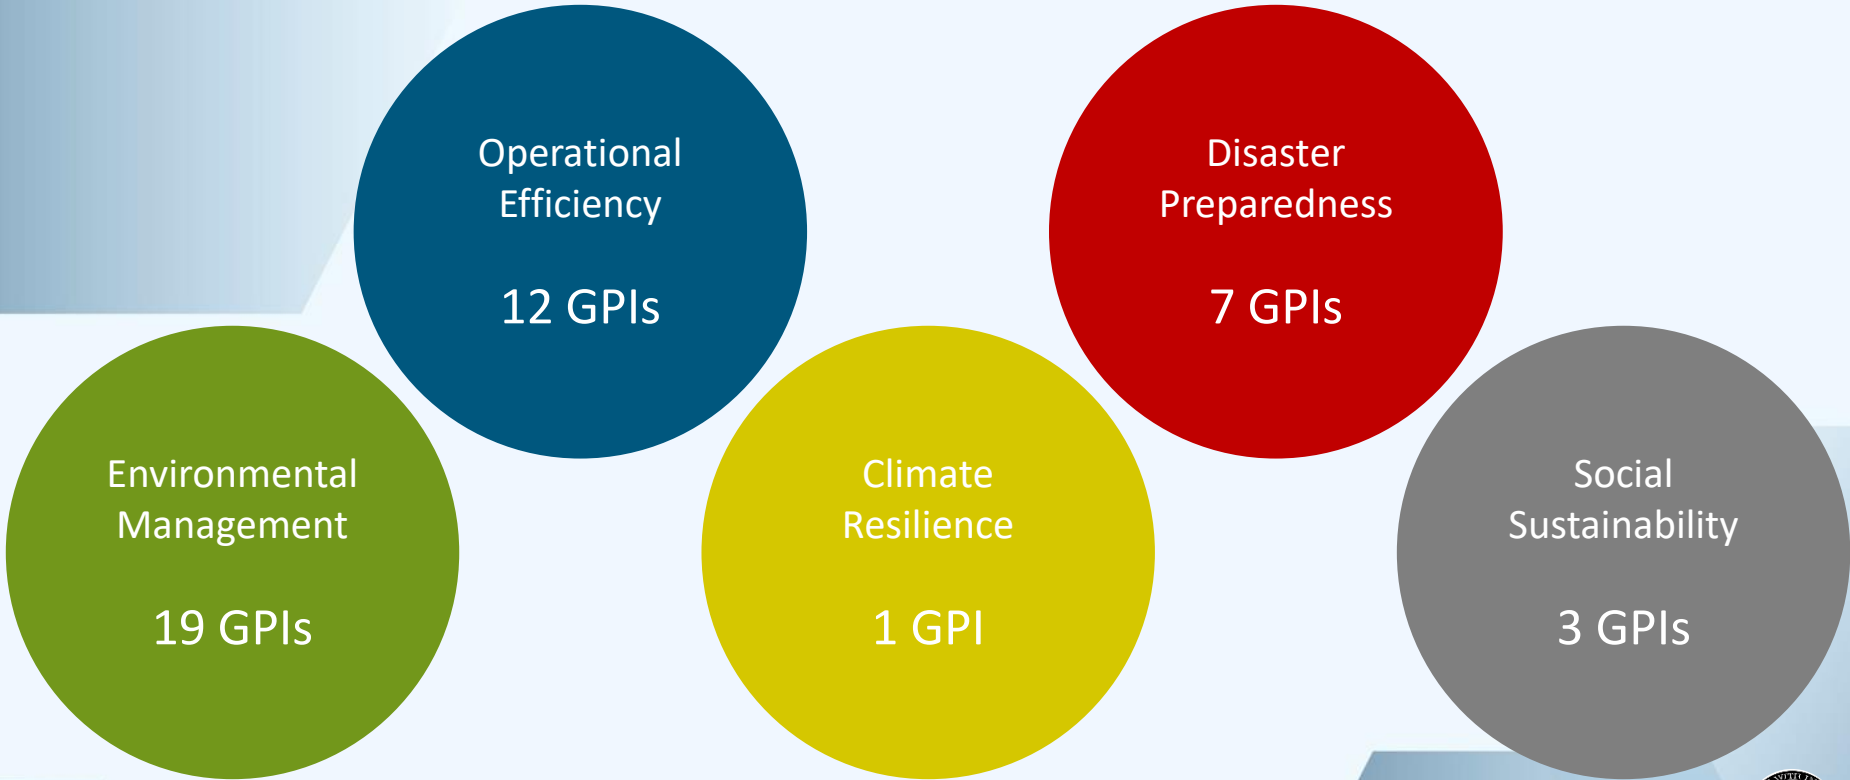 Operational
Efficiency
12 GPIs
Disaster
Preparedness
7 GPIs
Environmental
Management
19 GPIs
Climate
Resilience
1 GPI
Social
Sustainability
3 GPIs